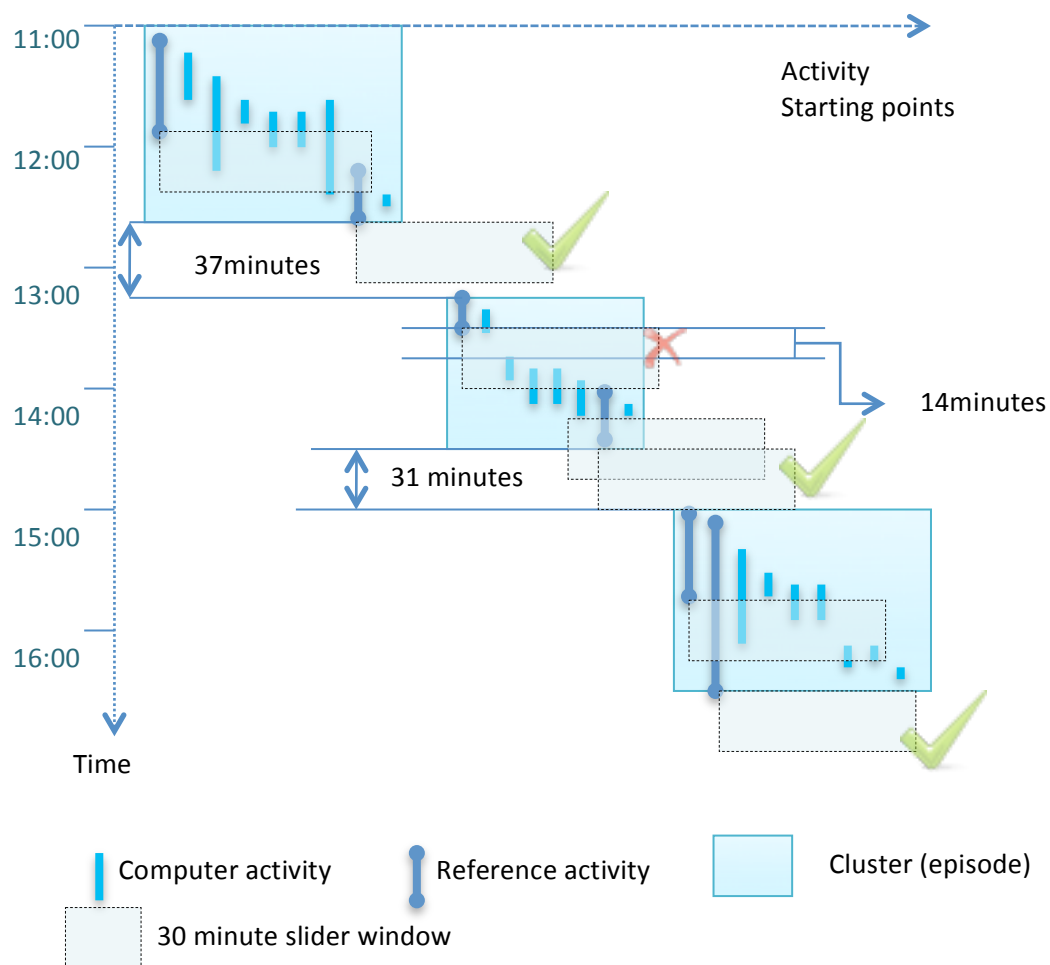 11:00
Activity
Starting points
12:00
37minutes
13:00
14:00
14minutes
31 minutes
15:00
16:00
Time
Computer activity
Reference activity
Cluster (episode)
30 minute slider window